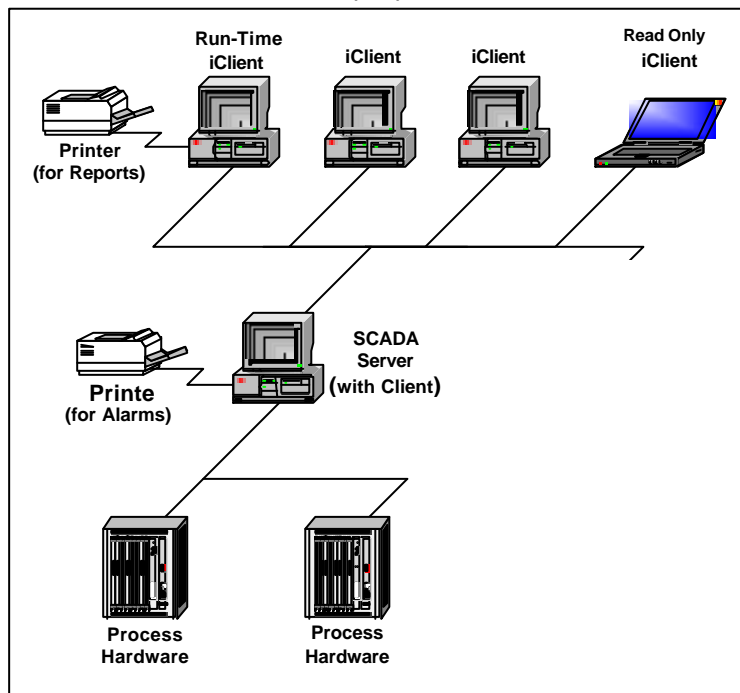 Run-Time
iClient
iClient
iClient
Read Only
iClient
Printer
(for Reports)
SCADA
Server
(with Client)
Printe
(for Alarms)
Process
Hardware
Process
Hardware